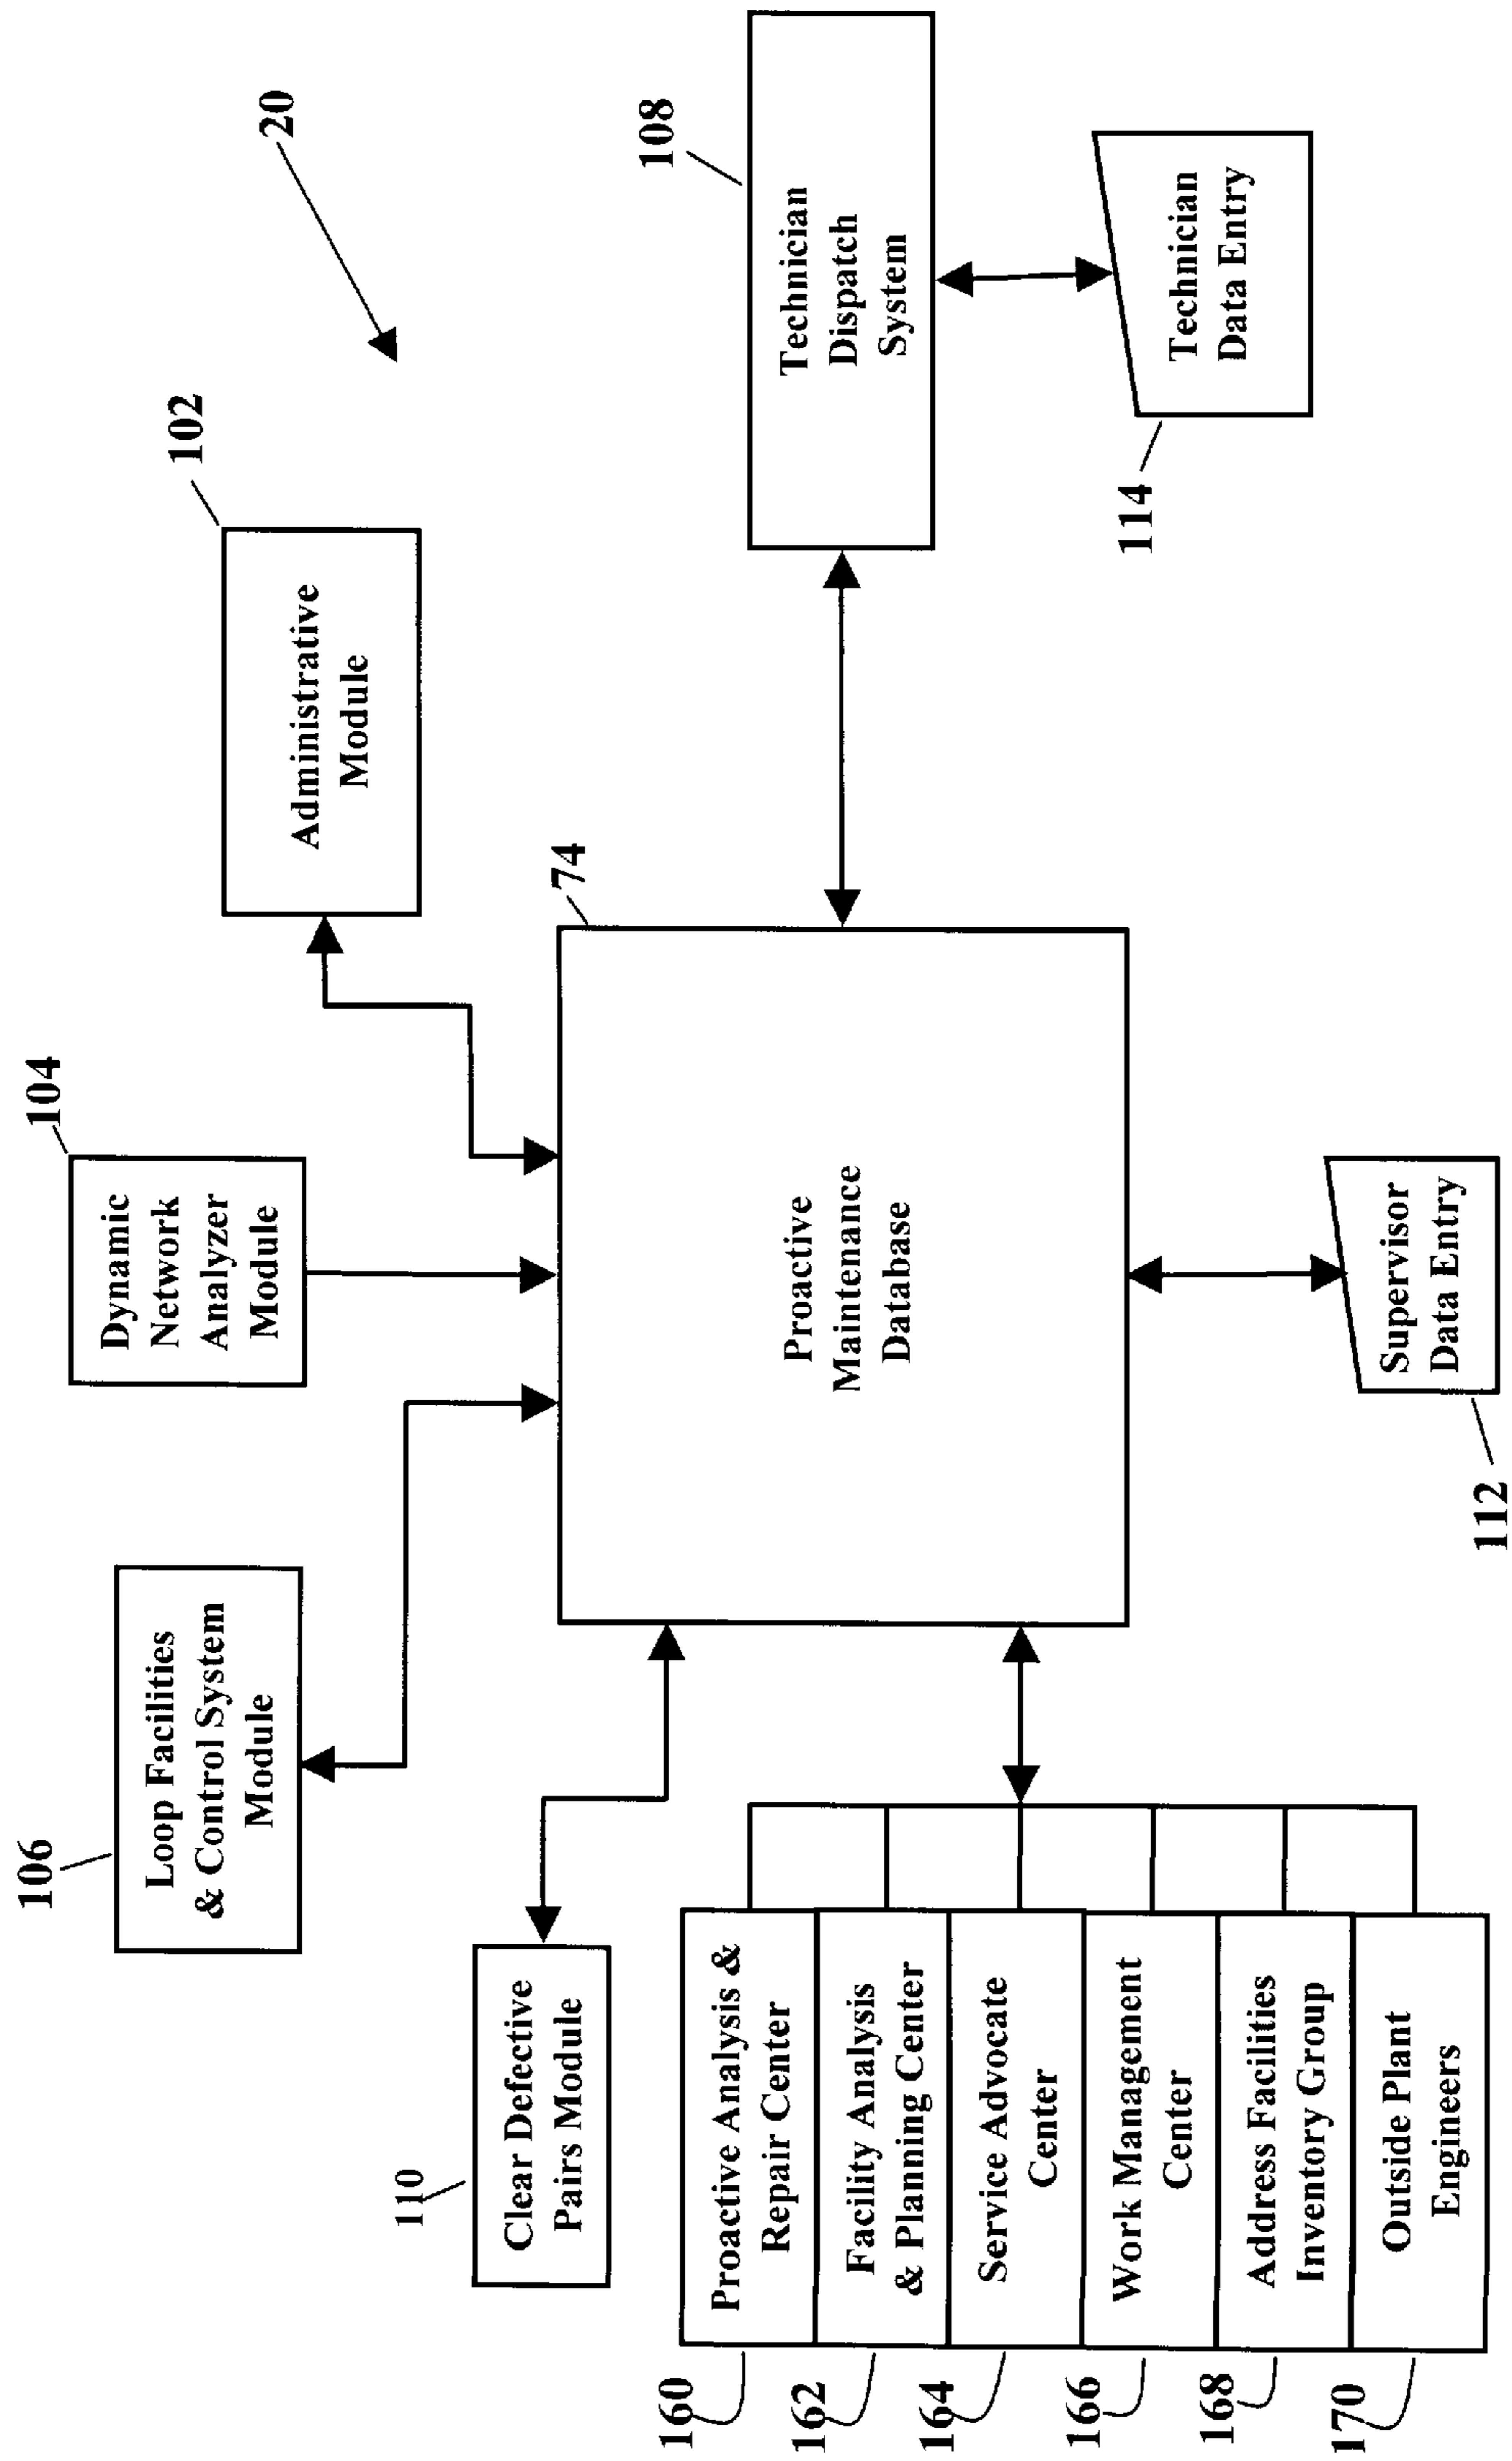 106
Loop Facilities
& Control System
Module
104
Dynamic
Network
Analyzer
Module
102
Administrative
Module
20
110
Clear Defective
Pairs Module
74
Proactive
Maintenance
Database
108
Technician
Dispatch
System
160
Proactive Analysis &
Repair Center
162
Facility Analysis
& Planning Center
164
Service Advocate
Center
166
Work Management
Center
168
Address Facilities
Inventory Group
170
Outside Plant
Engineers
112
Supervisor
Data Entry
114
Technician
Data Entry